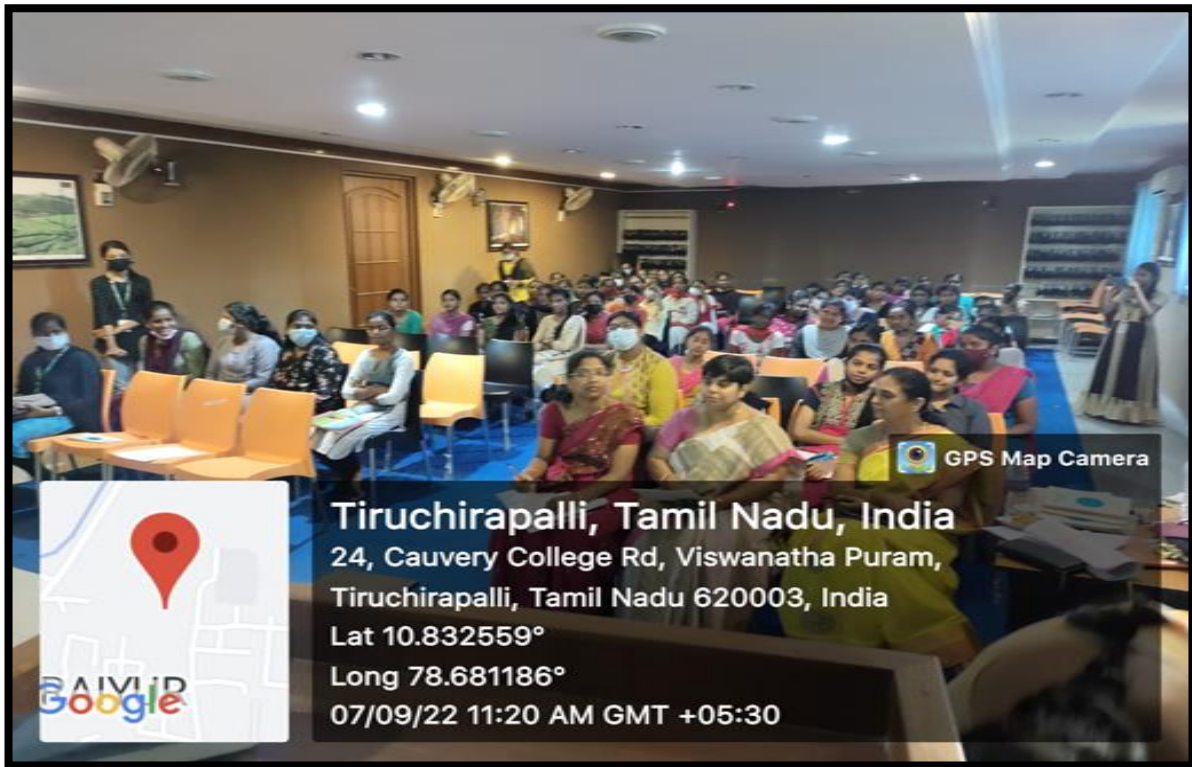 GPS Map Camera
Tiruchirapalli, Tamil Nadu, India
24, Cauvery College Rd, Viswanatha Puram,
Tiruchirapalli, Tamil Nadu 620003, India
Lat 10.832559°
Long 78.681186°
07/09/22 11:20 AM GMT +05:30
Google